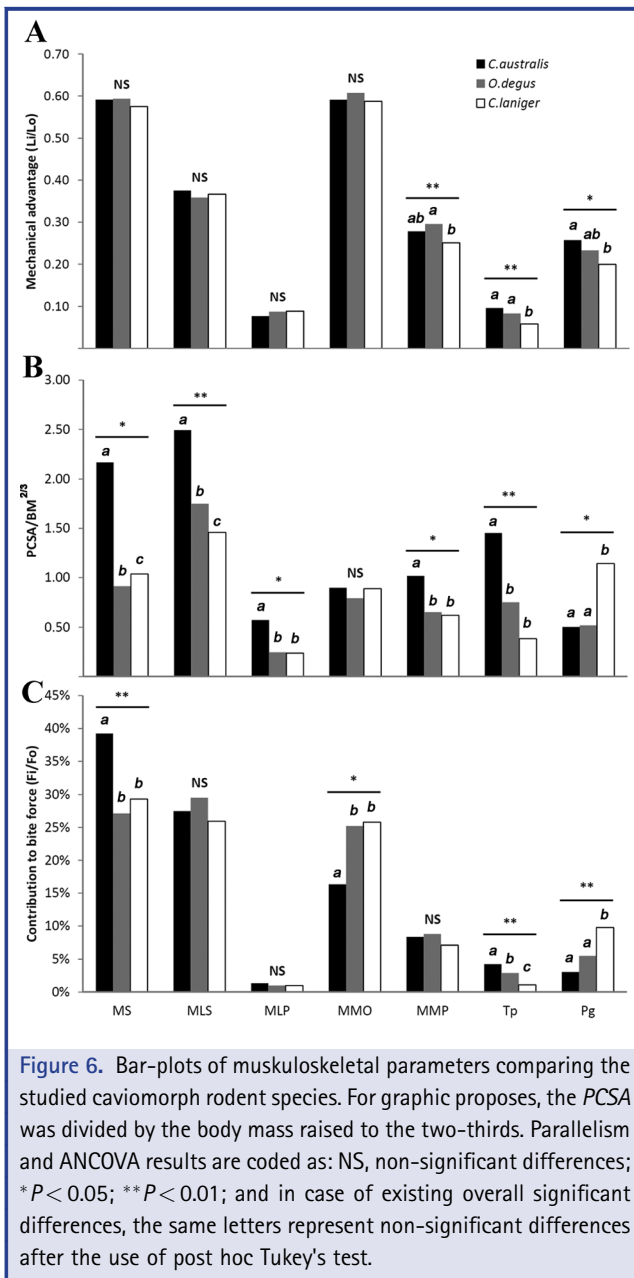 A
0.70
0.60
0.50
0.40
0.30
0.20
0.10
Mechanical advantage (Li/Lo)
C.australis
O.degus
C.laniger
NS
NS
NS
NS
**
ab a b
**
a a b
*
a ab b
B
3.00
2.50
2.00
1.50
1.00
0.50
PCSA/BM2/3
*
a b c
**
a b c
*
a b b
NS
*
a b b
**
a b b
*
a a b
C
45%
40%
35%
30%
25%
20%
15%
10%
5%
0%
Contribution to bite force (Fi/Fo)
**
a b b
NS
NS
*
a b b
NS
**
a b c
**
a a b
MS MLS MLP MMO MMP Tp Pg
Figure 6. Bar-plots of muskuloskeletal parameters comparing the
studied caviomorph rodent species. For graphic proposes, the PCSA
was divided by the body mass raised to the two-thirds. Parallelism
and ANCOVA results are coded as: NS, non-significant differences;
*P < 0.05; **P < 0.01; and in case of existing overall significant
differences, the same letters represent non-significant differences
after the use of post hoc Tukey's test.